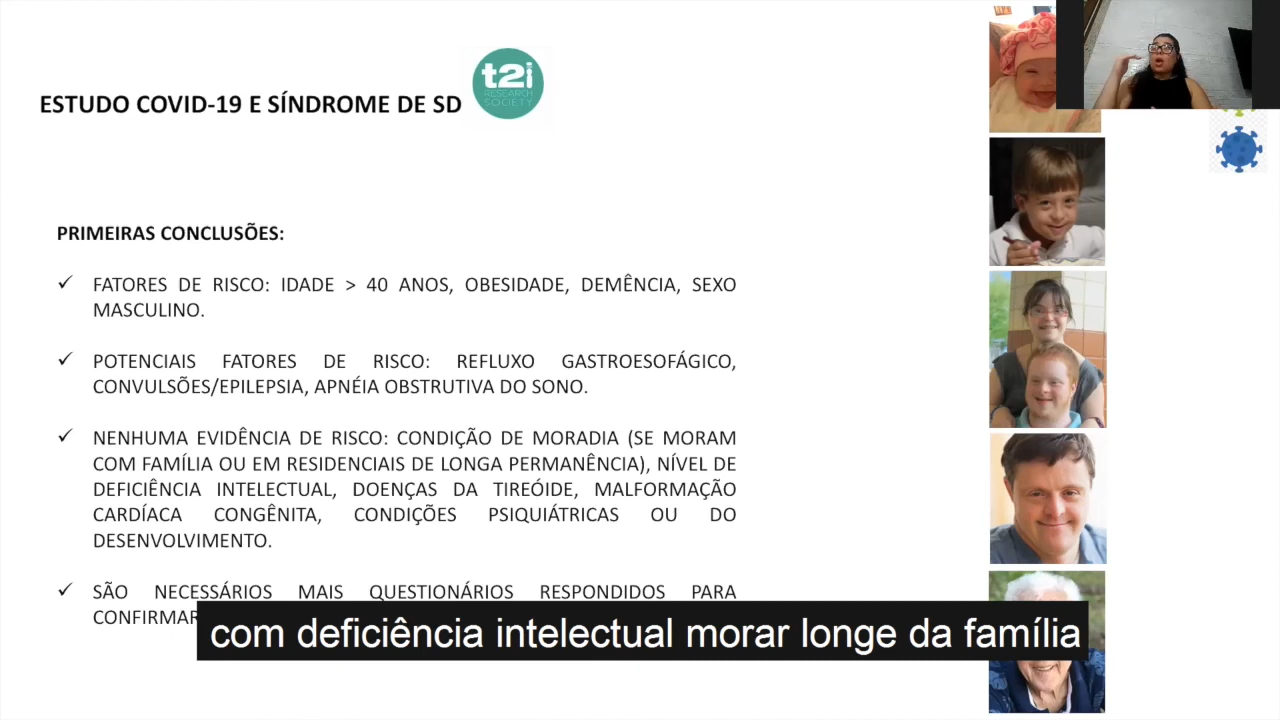 t2i
RESEARCH
SOCIETY
ESTUDO COVID-19 E SÍNDROME DE SD
PRIMEIRAS CONCLUSÕES:
✓ FATORES DE RISCO: IDADE > 40 ANOS, OBESIDADE, DEMÊNCIA, SEXO
MASCULINO.
✓ POTENCIAIS FATORES DE RISCO: REFLUXO GASTROESOFÁGICO,
CONVULSÕES/EPILEPSIA, APNÉIA OBSTRUTIVA DO SONO.
✓ NENHUMA EVIDÊNCIA DE RISCO: CONDIÇÃO DE MORADIA (SE MORAM
COM FAMÍLIA OU EM RESIDENCIAIS DE LONGA PERMANÊNCIA), NÍVEL DE
DEFICIÊNCIA INTELECTUAL, DOENÇAS DA TIREÓIDE, MALFORMAÇÃO
CARDÍACA CONGÊNITA, CONDIÇÕES PSIQUIÁTRICAS OU DO
DESENVOLVIMENTO.
✓ SÃO NECESSÁRIOS MAIS QUESTIONÁRIOS RESPONDIDOS PARA
CONFIRMAR
com deficiência intelectual morar longe da família